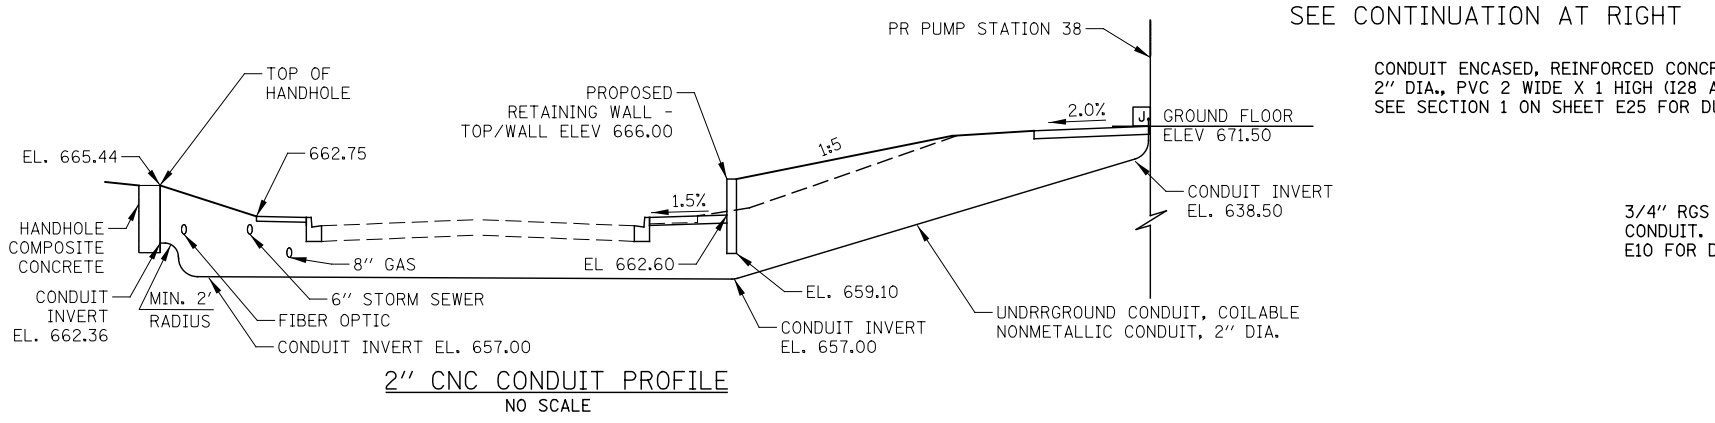 SEE CONTINUATION AT RIGHT
PR PUMP STATION 38
CONDUIT ENCASED, REINFORCED CONCR
2" DIA., PVC 2 WIDE X 1 HIGH (I28 A
SEE SECTION 1 ON SHEET E25 FOR DU
TOP OF
HANDHOLE
PROPOSED
RETAINING WALL -
TOP/WALL ELEV 666.00
2.0%
J
GROUND FLOOR
ELEV 671.50
EL. 665.44
662.75
1:5
1.5%
CONDUIT INVERT
EL. 638.50
3/4" RGS
CONDUIT.
E10 FOR D
HANDHOLE
COMPOSITE
CONCRETE
8" GAS
EL 662.60
EL. 659.10
CONDUIT
INVERT
EL. 662.36
MIN. 2'
RADIUS
6" STORM SEWER
FIBER OPTIC
CONDUIT INVERT EL. 657.00
CONDUIT INVERT
EL. 657.00
UNDRRGROUND CONDUIT, COILABLE
NONMETALLIC CONDUIT, 2" DIA.
2" CNC CONDUIT PROFILE
NO SCALE